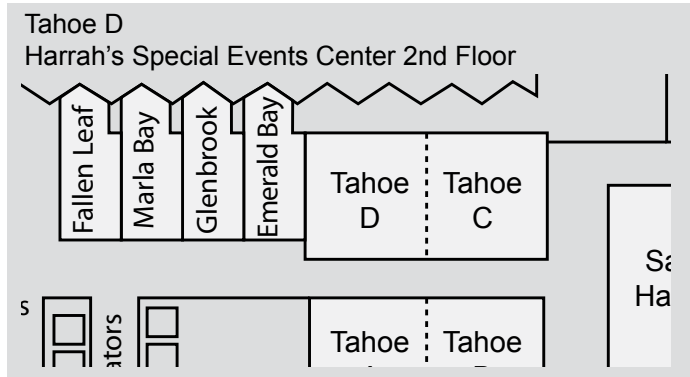 Tahoe D
Harrah's Special Events Center 2nd Floor
Fallen Leaf
Marla Bay
Glenbrook
Emerald Bay
Tahoe
D
Tahoe
C
Tahoe
Tahoe